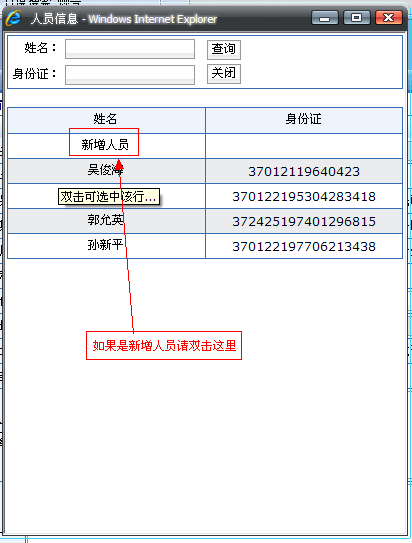 人员信息 - Windows Internet Explorer
姓名：
查询
身份证：
关闭
姓名 身份证
新增人员
吴俊海 37012119640423
双击可选中该行... 370122195304283418
郭允英 372425197401296815
孙新平 370122197706213438
如果是新增人员请双击这里